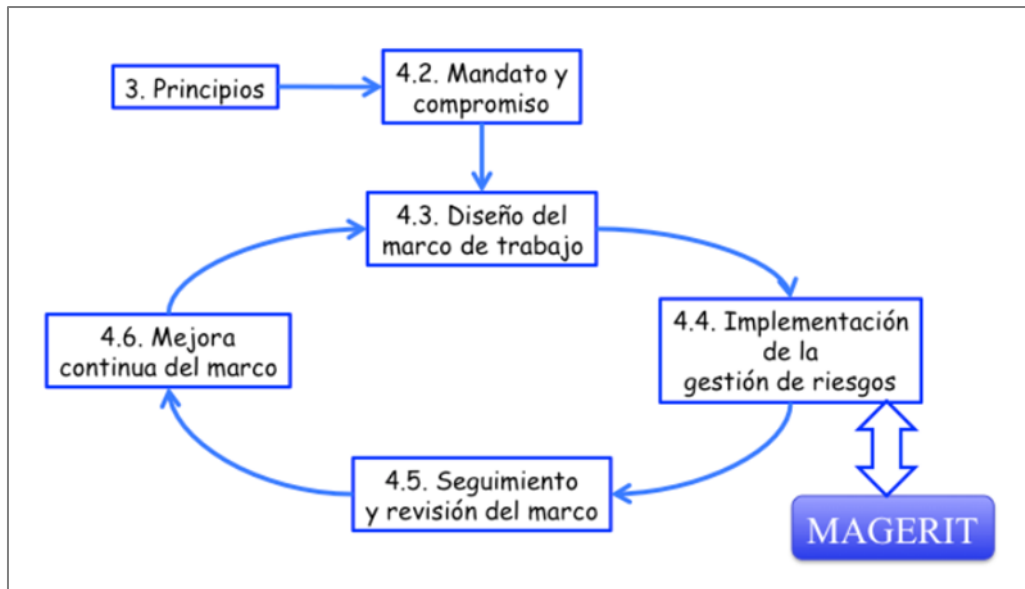 3. Principios
4.2. Mandato y
compromiso
4.3. Diseño del
marco de trabajo
4.4. Implementación
de la
gestión de riesgos
4.6. Mejora
continua del marco
4.5. Seguimiento
y revisión del marco
MAGERIT